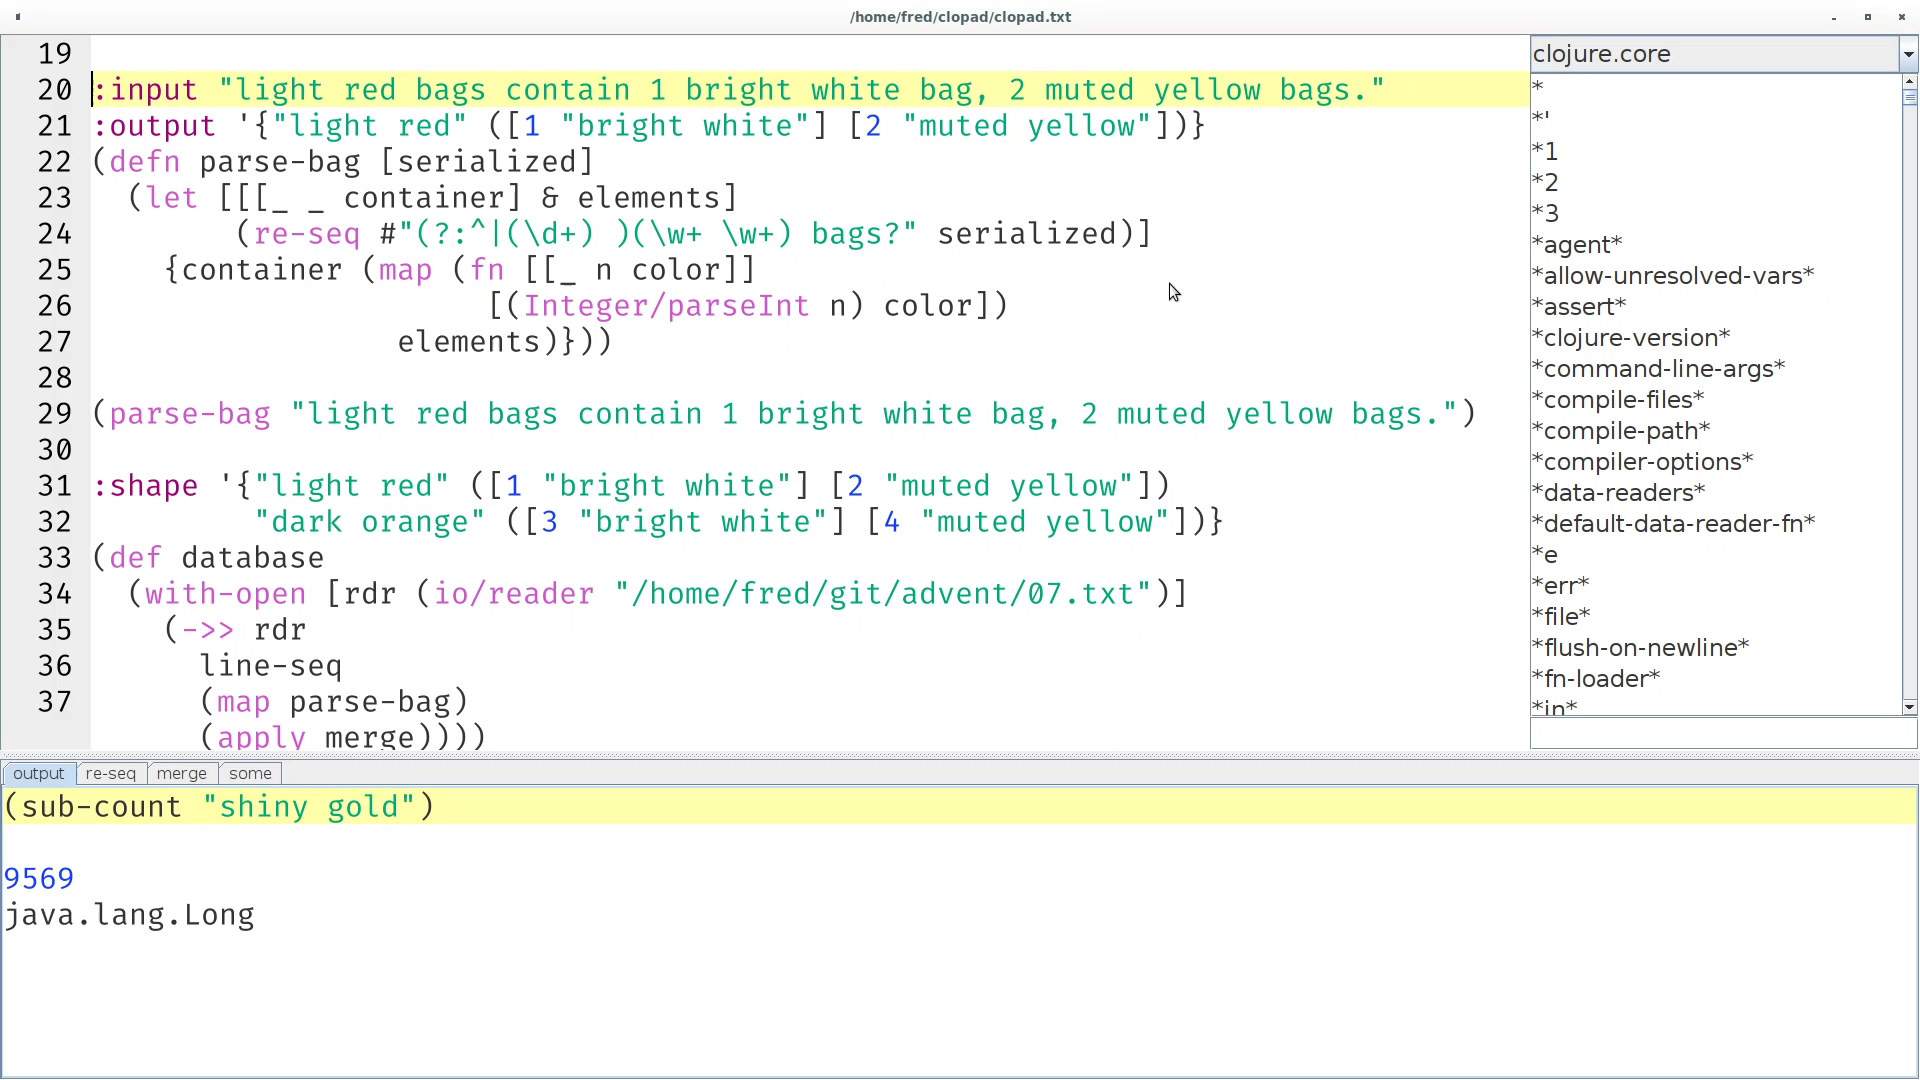 /home/fred/clopad/clopad.txt
19
20 :input "light red bags contain 1 bright white bag, 2 muted yellow bags."
21 :output '{"light red" ([1 "bright white"] [2 "muted yellow"])}
22 (defn parse-bag [serialized]
23   (let [[[_ _ container] & elements]
24         (re-seq #"(?:^|(\d+) )(\w+ \w+) bags?" serialized)]
25     {container (map (fn [[_ n color]]
26                       [(Integer/parseInt n) color])
27                  elements)}))
28
29 (parse-bag "light red bags contain 1 bright white bag, 2 muted yellow bags.")
30
31 :shape '{"light red" ([1 "bright white"] [2 "muted yellow"])
32          "dark orange" ([3 "bright white"] [4 "muted yellow"])}
33 (def database
34   (with-open [rdr (io/reader "/home/fred/git/advent/07.txt")]
35     (->> rdr
36       line-seq
37       (map parse-bag)
(apply merge))))
clojure.core
*
*'
*1
*2
*3
*agent*
*allow-unresolved-vars*
*assert*
*clojure-version*
*command-line-args*
*compile-files*
*compile-path*
*compiler-options*
*data-readers*
*default-data-reader-fn*
*e
*err*
*file*
*flush-on-newline*
*fn-loader*
*in*
output re-seq merge some
(sub-count "shiny gold")
9569
java.lang.Long